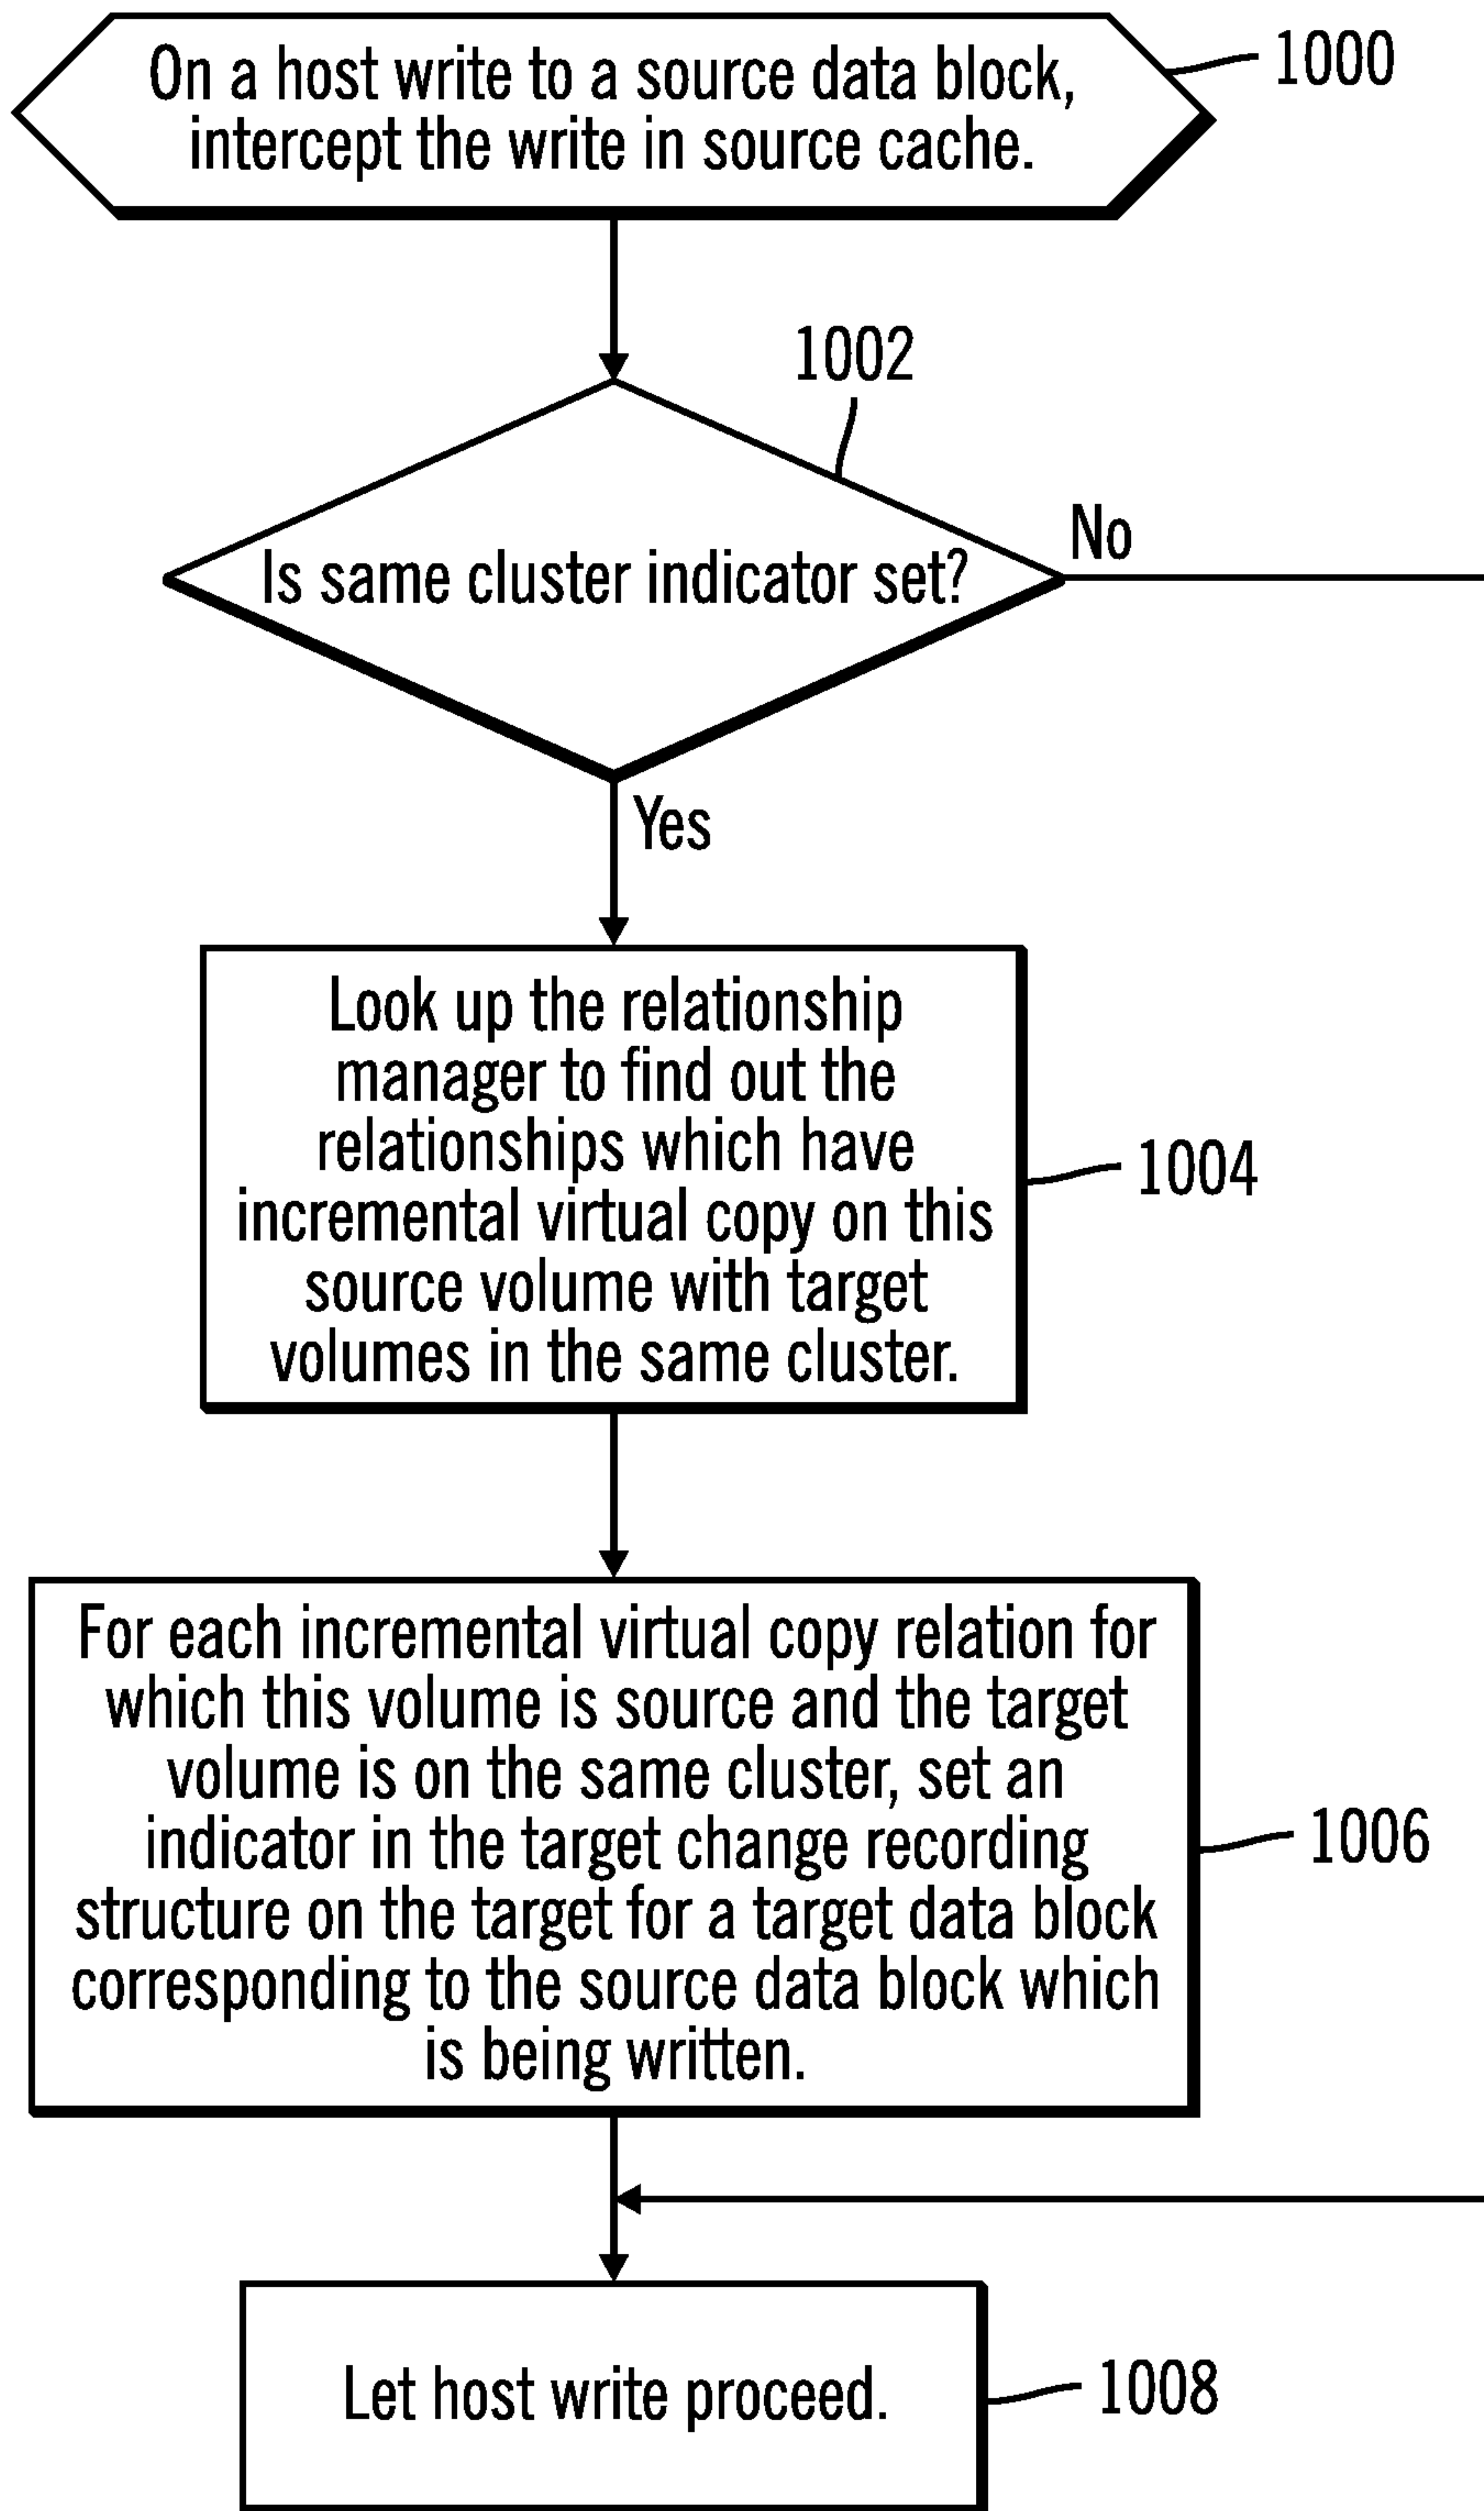 On a host write to a source data block,
intercept the write in source cache.
1000
1002
Is same cluster indicator set?
No
Yes
Look up the relationship
manager to find out the
relationships which have
incremental virtual copy on this
source volume with target
volumes in the same cluster.
1004
For each incremental virtual copy relation for
which this volume is source and the target
volume is on the same cluster, set an
indicator in the target change recording
structure on the target for a target data block
corresponding to the source data block which
is being written.
1006
Let host write proceed.
1008